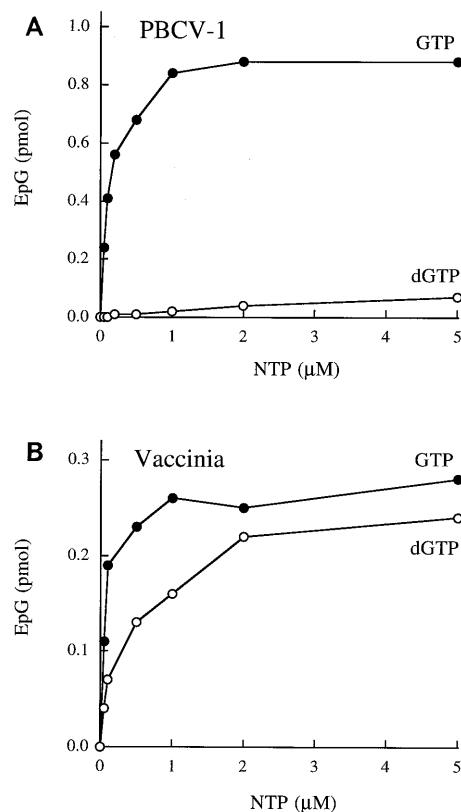 A
PBCV-1
GTP
dGTP
EpG (pmol)
1.0
0.8
0.6
0.4
0.2
0.0
0 1 2 3 4 5
NTP (μM)
B
Vaccinia
GTP
dGTP
EpG (pmol)
0.3
0.2
0.1
0.0
0 1 2 3 4 5
NTP (μM)